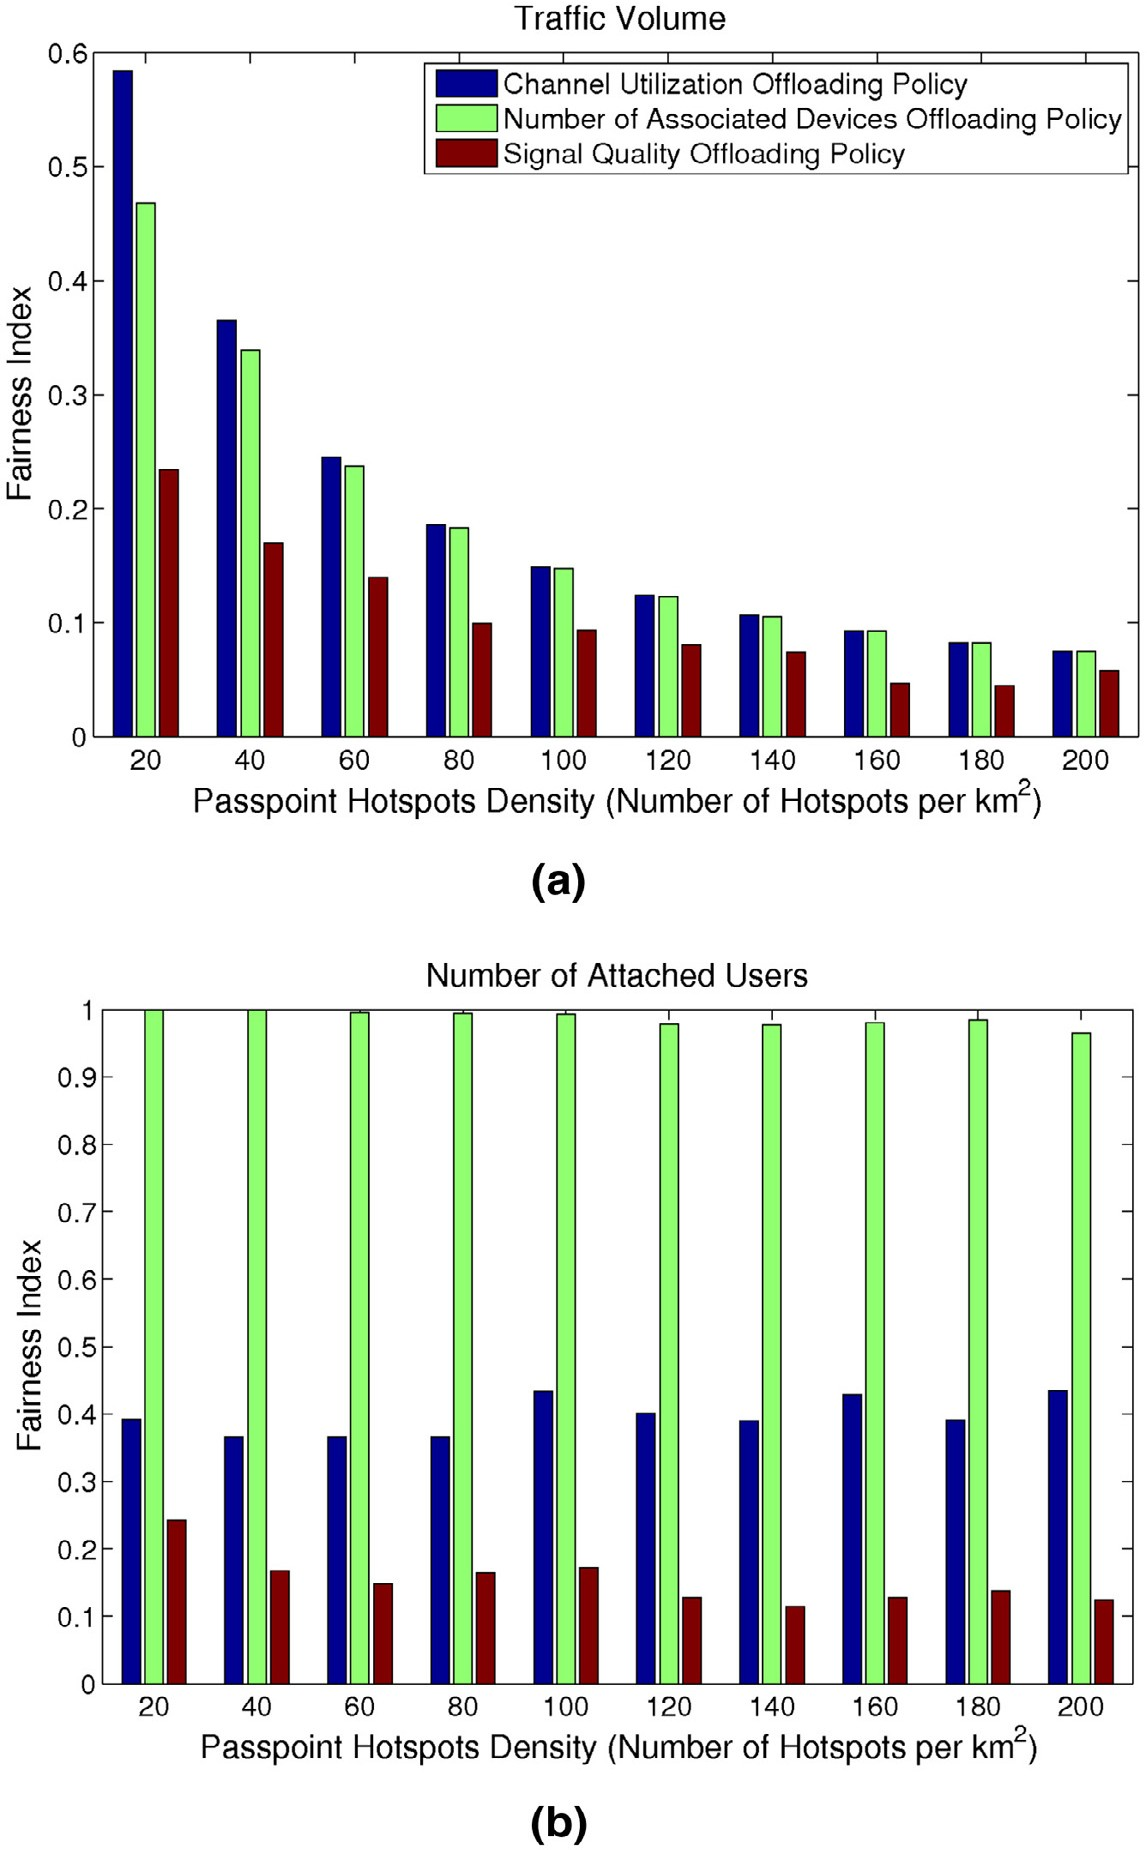 Traffic Volume
0.6
0.5
0.4
0.3
0.2
0.1
0
Fairness Index
Channel Utilization Offloading Policy
Number of Associated Devices Offloading Policy
Signal Quality Offloading Policy
20 40 60 80 100 120 140 160 180 200
Passpoint Hotspots Density (Number of Hotspots per km²)
(a)
Number of Attached Users
1
0.9
0.8
0.7
0.6
0.5
0.4
0.3
0.2
0.1
0
Fairness Index
20 40 60 80 100 120 140 160 180 200
Passpoint Hotspots Density (Number of Hotspots per km²)
(b)